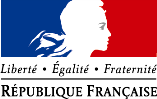 Liberté • Égalité • Fraternité
RÉPUBLIQUE FRANÇAISE